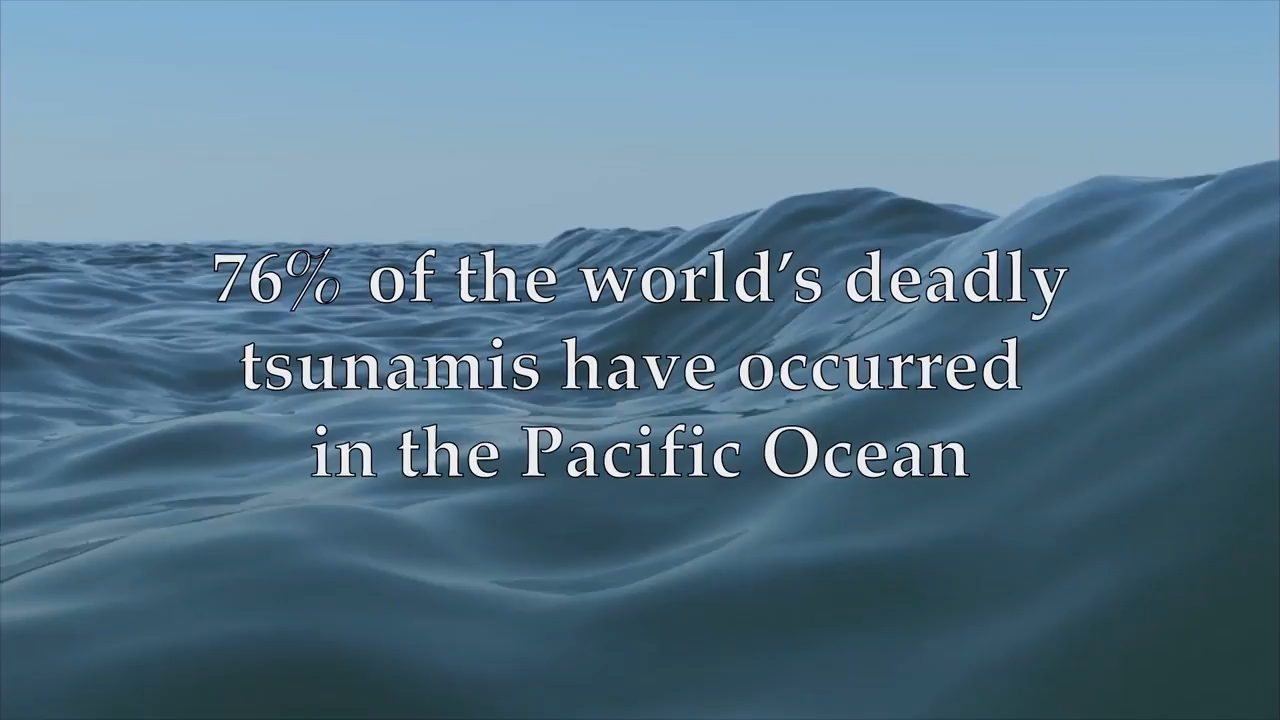 76% of the world’s deadly
tsunamis have occurred
in the Pacific Ocean